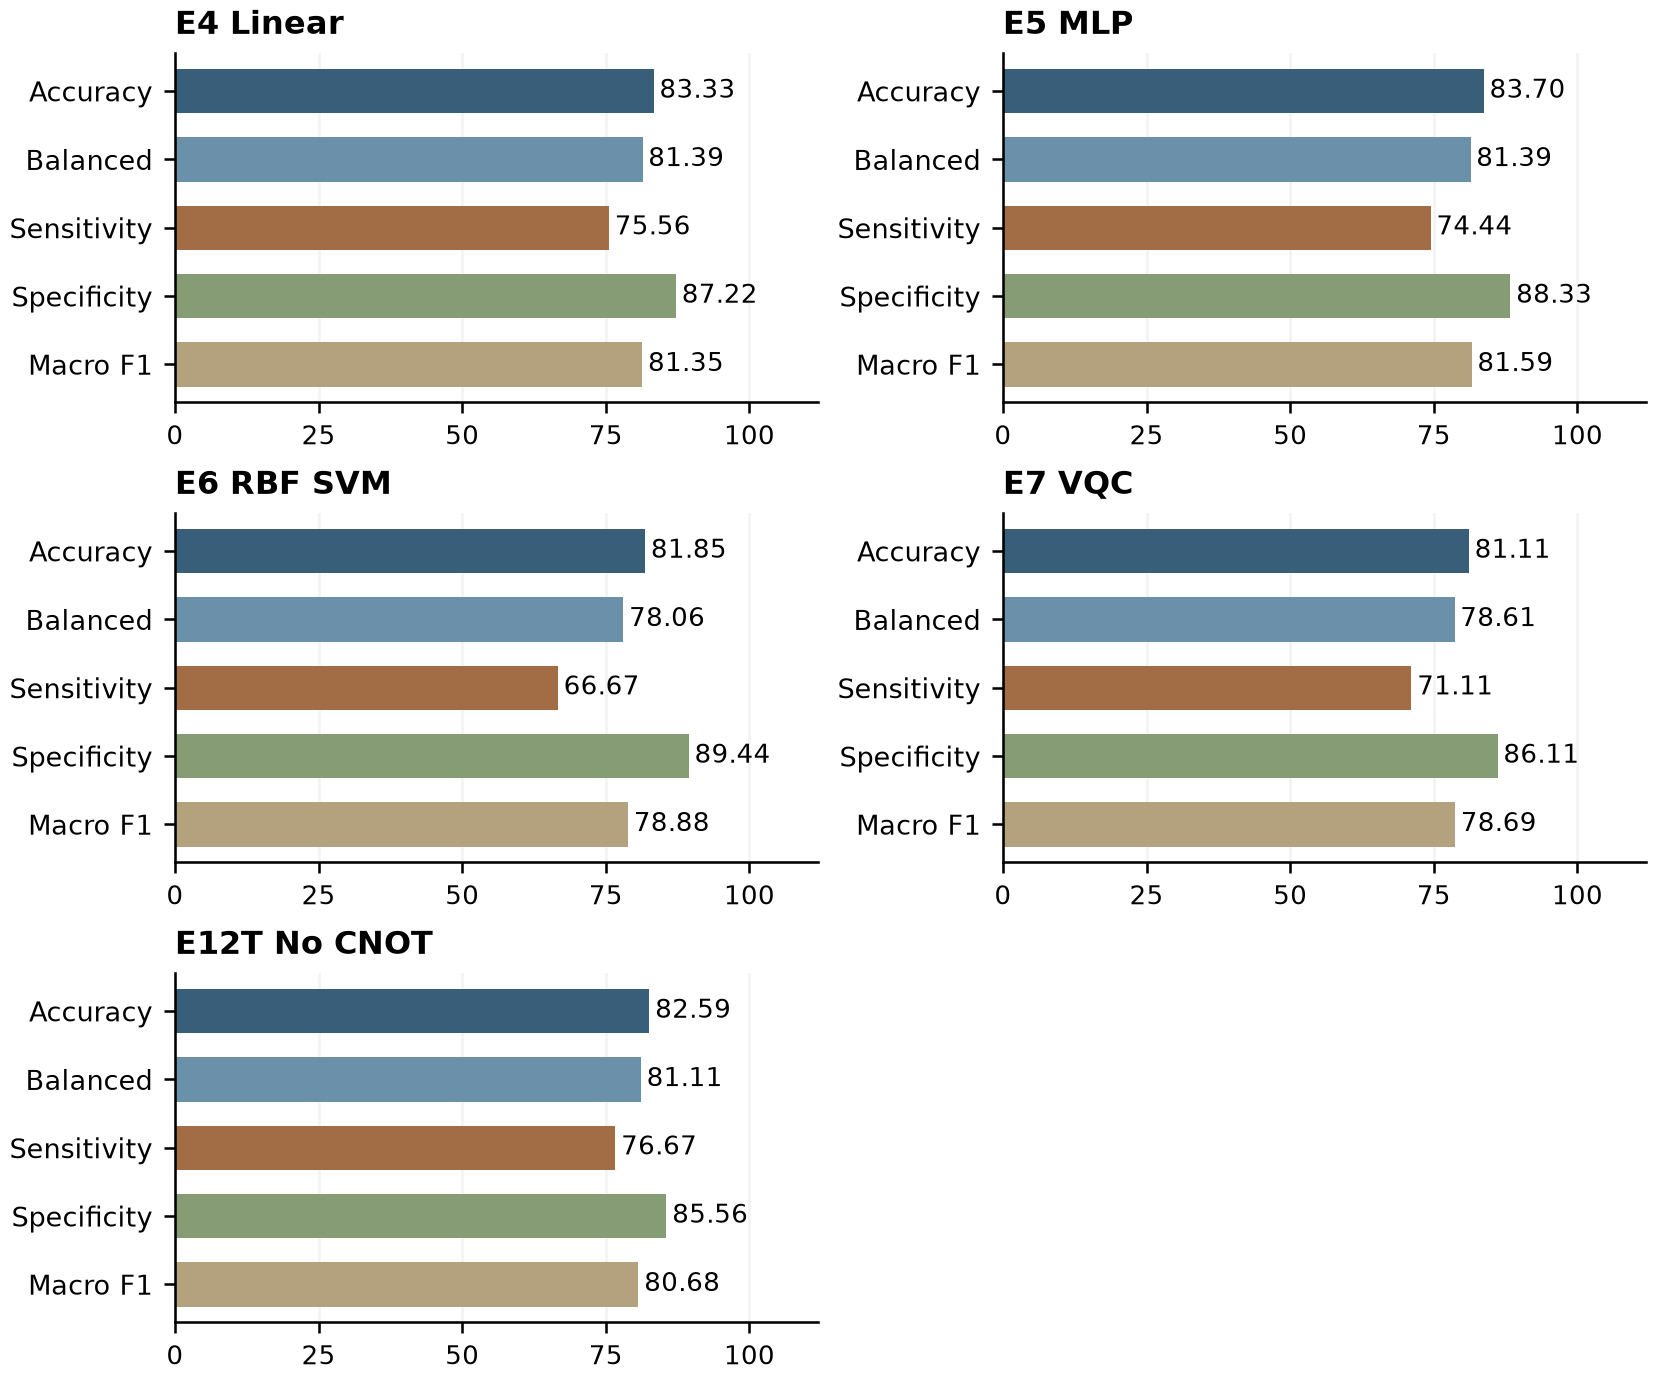 E4 Linear
Accuracy 83.33
Balanced 81.39
Sensitivity 75.56
Specificity 87.22
Macro F1 81.35
0 25 50 75 100
E5 MLP
Accuracy 83.70
Balanced 81.39
Sensitivity 74.44
Specificity 88.33
Macro F1 81.59
0 25 50 75 100
E6 RBF SVM
Accuracy 81.85
Balanced 78.06
Sensitivity 66.67
Specificity 89.44
Macro F1 78.88
0 25 50 75 100
E7 VQC
Accuracy 81.11
Balanced 78.61
Sensitivity 71.11
Specificity 86.11
Macro F1 78.69
0 25 50 75 100
E12T No CNOT
Accuracy 82.59
Balanced 81.11
Sensitivity 76.67
Specificity 85.56
Macro F1 80.68
0 25 50 75 100